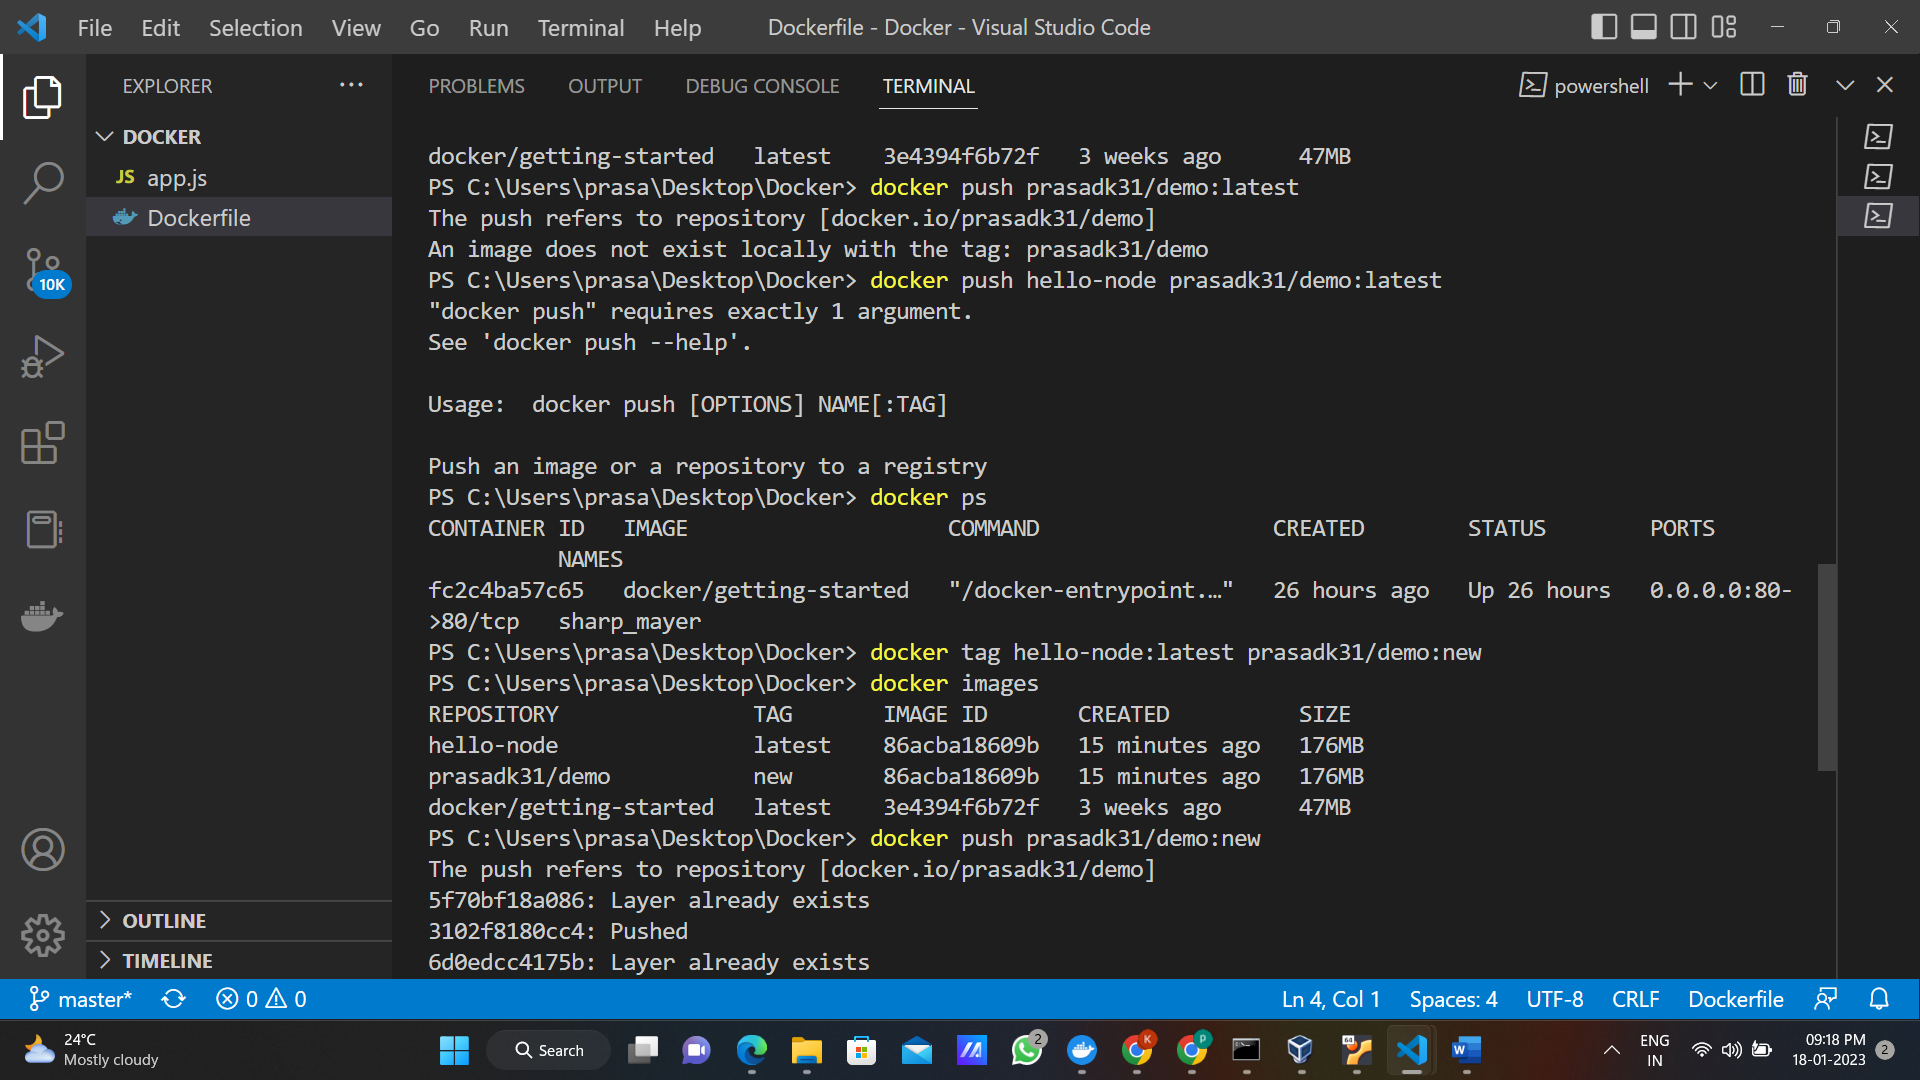 File Edit Selection View Go Run Terminal Help Dockerfile - Docker - Visual Studio Code
EXPLORER ··· PROBLEMS OUTPUT DEBUG CONSOLE TERMINAL powershell
DOCKER
JS app.js
Dockerfile
10K
OUTLINE
TIMELINE
docker/getting-started   latest    3e4394f6b72f   3 weeks ago      47MB
PS C:\Users\prasa\Desktop\Docker> docker push prasadk31/demo:latest
The push refers to repository [docker.io/prasadk31/demo]
An image does not exist locally with the tag: prasadk31/demo
PS C:\Users\prasa\Desktop\Docker> docker push hello-node prasadk31/demo:latest
"docker push" requires exactly 1 argument.
See 'docker push --help'.
Usage:  docker push [OPTIONS] NAME[:TAG]
Push an image or a repository to a registry
PS C:\Users\prasa\Desktop\Docker> docker ps
CONTAINER ID   IMAGE                    COMMAND                  CREATED        STATUS        PORTS
NAMES
fc2c4ba57c65   docker/getting-started   "/docker-entrypoint.…"   26 hours ago   Up 26 hours   0.0.0.0:80-
>80/tcp   sharp_mayer
PS C:\Users\prasa\Desktop\Docker> docker tag hello-node:latest prasadk31/demo:new
PS C:\Users\prasa\Desktop\Docker> docker images
REPOSITORY               TAG       IMAGE ID       CREATED          SIZE
hello-node               latest    86acba18609b   15 minutes ago   176MB
prasadk31/demo           new       86acba18609b   15 minutes ago   176MB
docker/getting-started   latest    3e4394f6b72f   3 weeks ago      47MB
PS C:\Users\prasa\Desktop\Docker> docker push prasadk31/demo:new
The push refers to repository [docker.io/prasadk31/demo]
5f70bf18a086: Layer already exists
3102f8180cc4: Pushed
6d0edcc4175b: Layer already exists
master* 0 0 Ln 4, Col 1 Spaces: 4 UTF-8 CRLF Dockerfile
24°C
Mostly cloudy
Search
2
K
P
64
W
ENG
IN
09:18 PM
18-01-2023
2